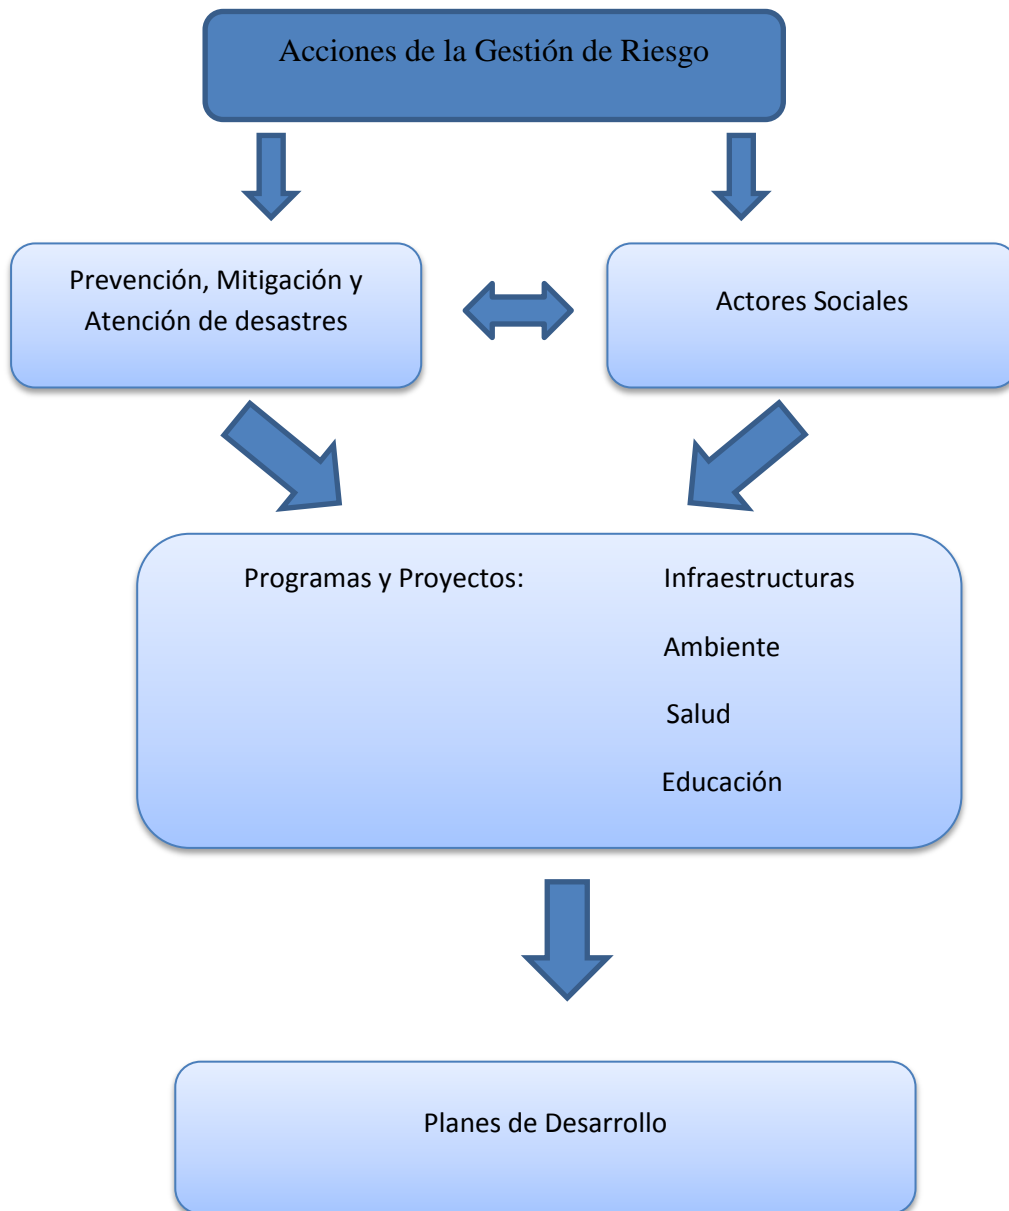 Acciones de la Gestión de Riesgo
Prevención, Mitigación y
Atención de desastres
Actores Sociales
Programas y Proyectos: Infraestructuras
Ambiente
Salud
Educación
Planes de Desarrollo